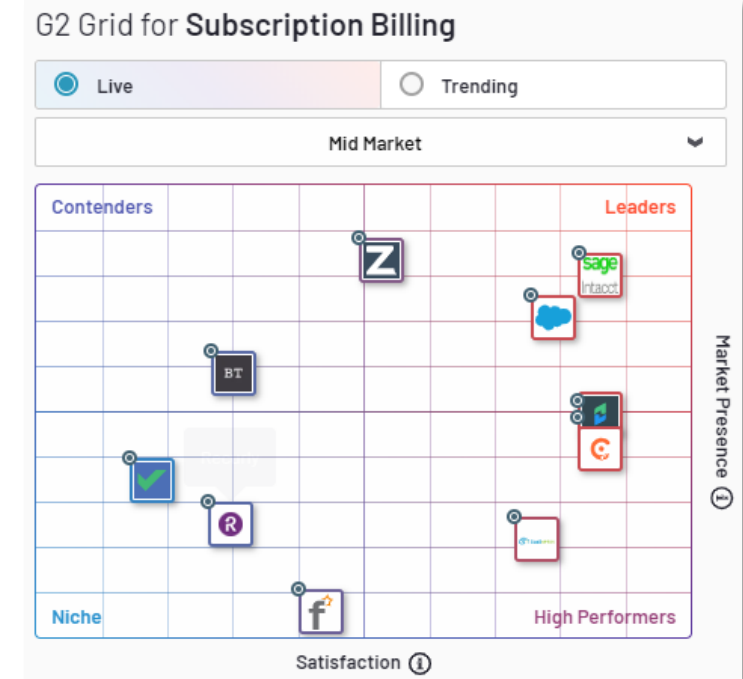 G2 Grid for Subscription Billing
Live
Trending
Mid Market
Contenders
Leaders
Z
sage
Intacct
BT
Market Presence
R
f
Niche
High Performers
Satisfaction